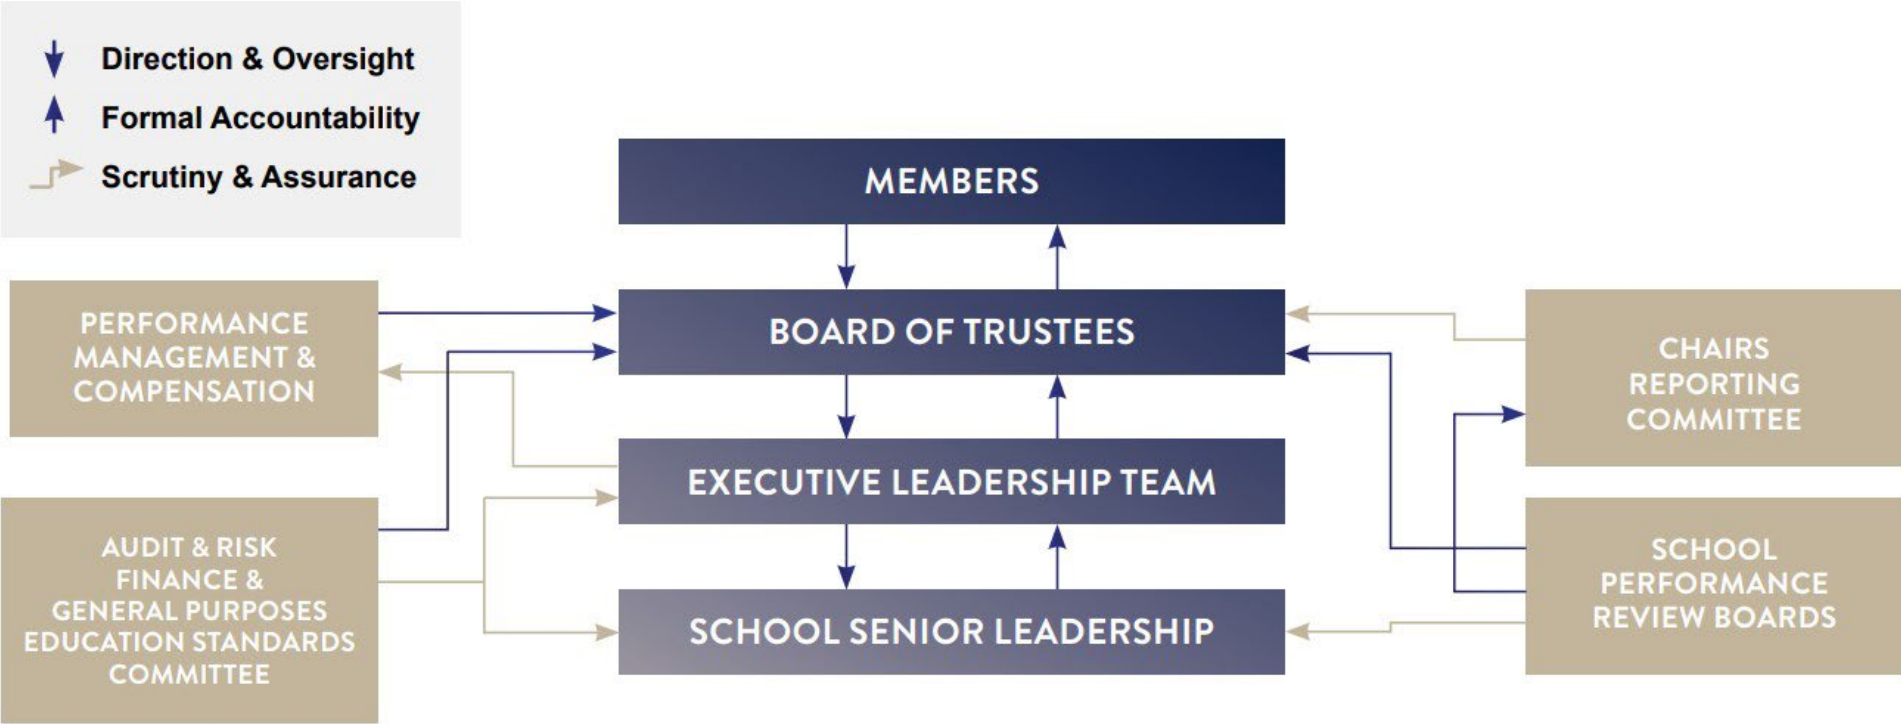 Direction & Oversight
Formal Accountability
Scrutiny & Assurance
MEMBERS
PERFORMANCE
MANAGEMENT &
COMPENSATION
BOARD OF TRUSTEES
CHAIRS
REPORTING
COMMITTEE
EXECUTIVE LEADERSHIP TEAM
AUDIT & RISK
FINANCE &
GENERAL PURPOSES
EDUCATION STANDARDS
COMMITTEE
SCHOOL SENIOR LEADERSHIP
SCHOOL
PERFORMANCE
REVIEW BOARDS